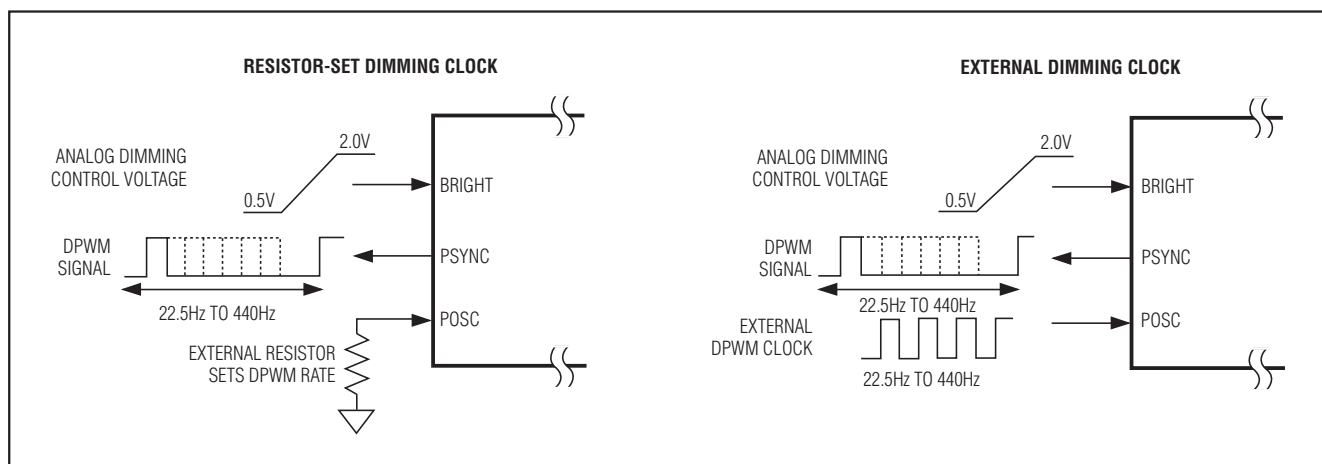 RESISTOR-SET DIMMING CLOCK
ANALOG DIMMING
CONTROL VOLTAGE
2.0V
0.5V
BRIGHT
DPWM
SIGNAL
PSYNC
22.5Hz TO 440Hz
POSC
EXTERNAL RESISTOR
SETS DPWM RATE
EXTERNAL DIMMING CLOCK
ANALOG DIMMING
CONTROL VOLTAGE
2.0V
0.5V
BRIGHT
DPWM
SIGNAL
PSYNC
22.5Hz TO 440Hz
EXTERNAL
DPWM CLOCK
POSC
22.5Hz TO 440Hz